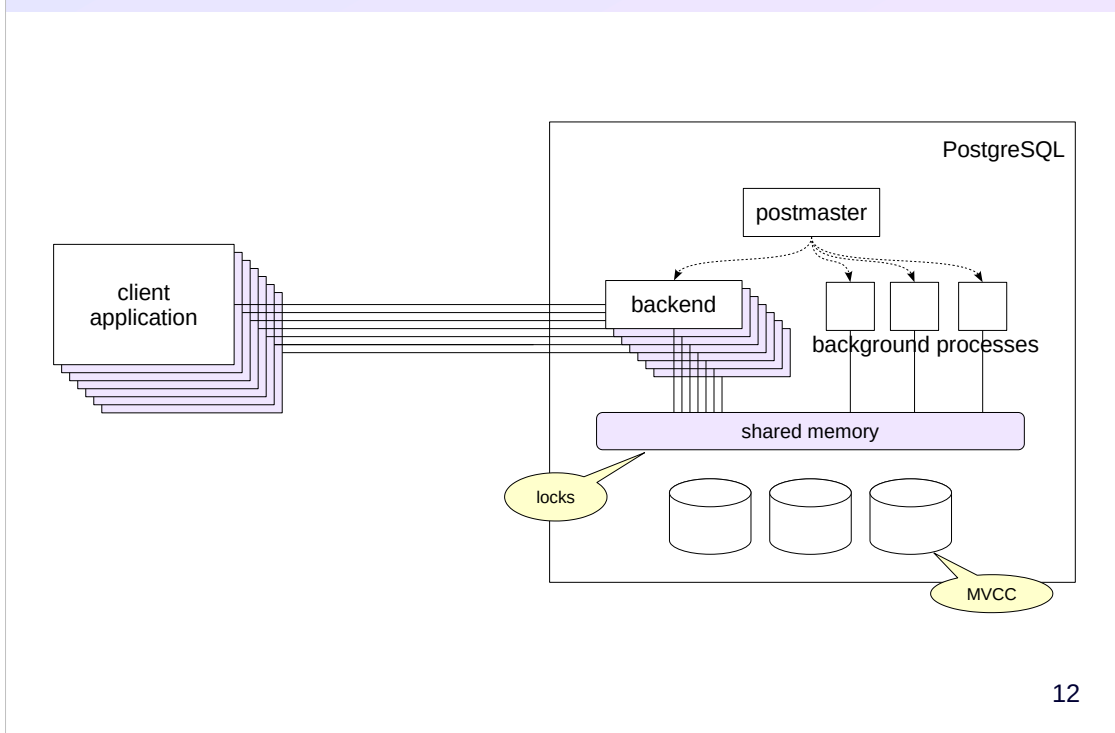 PostgreSQL
postmaster
client
application
backend
background processes
shared memory
locks
MVCC
12